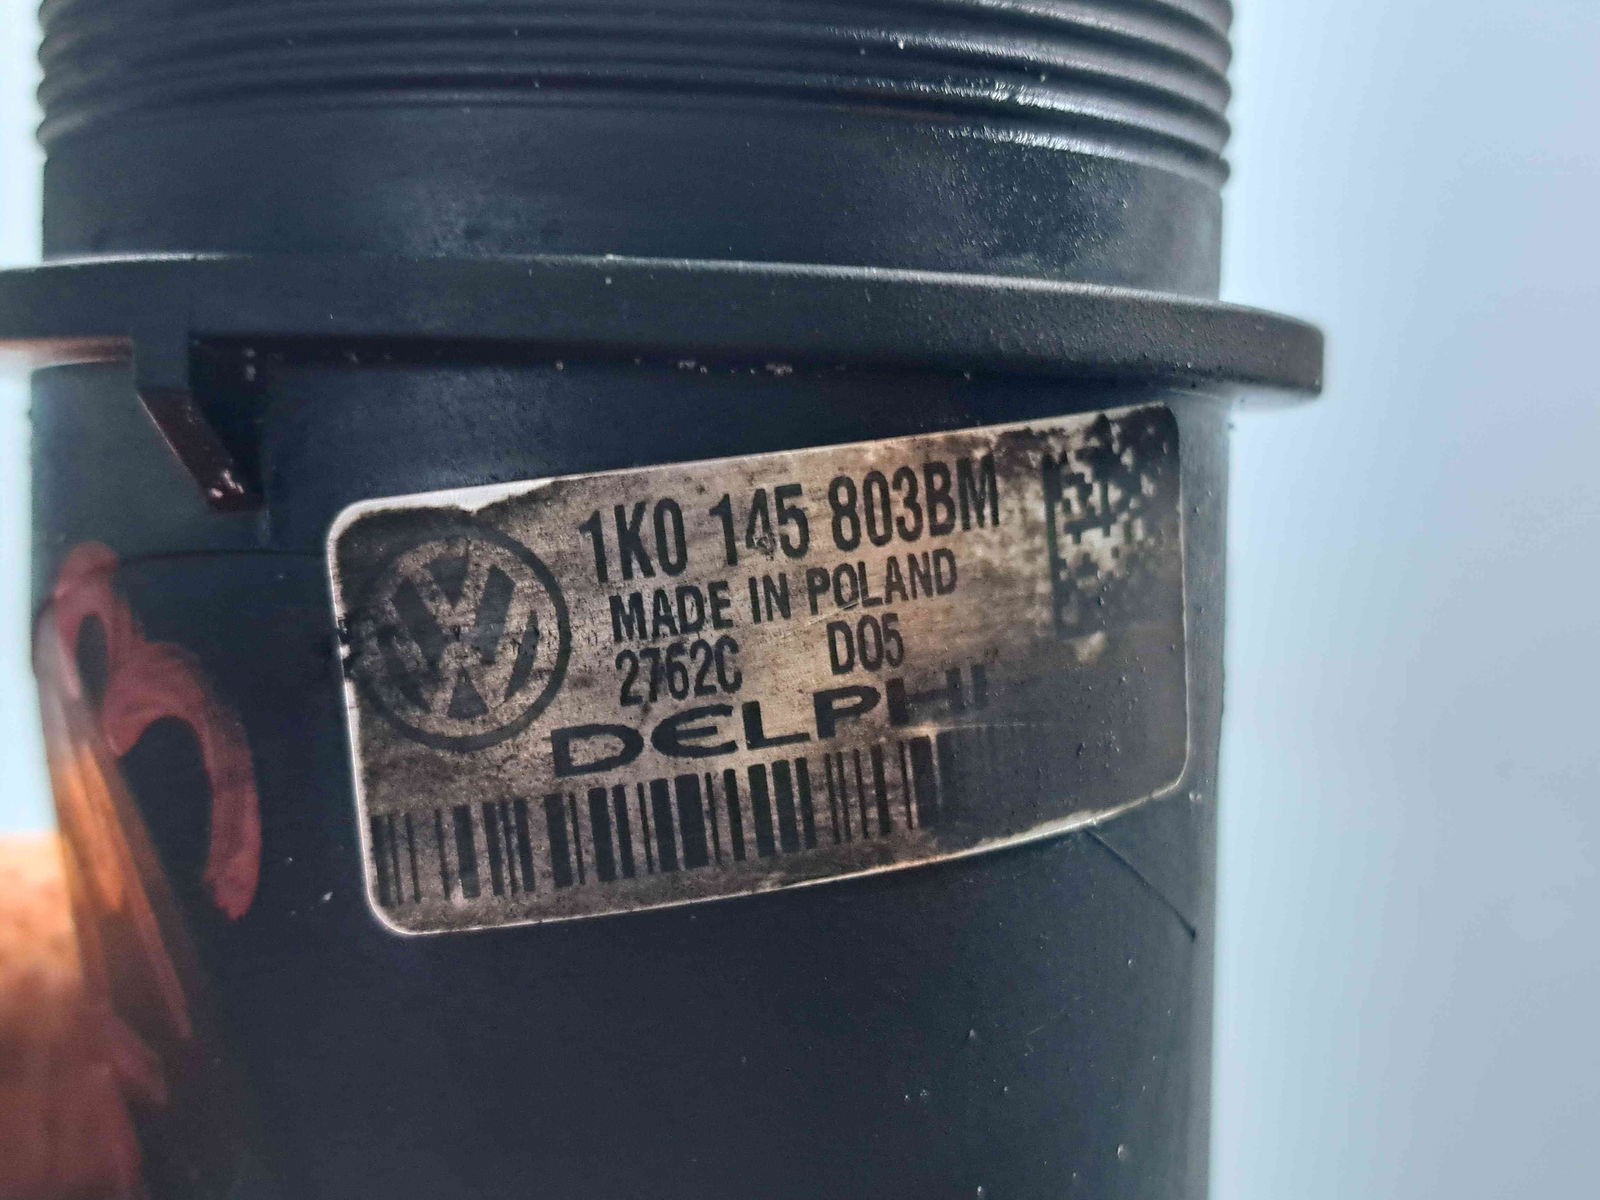 1K0 145 803BM
MADE IN POLAND
2762C D05
DELPHI